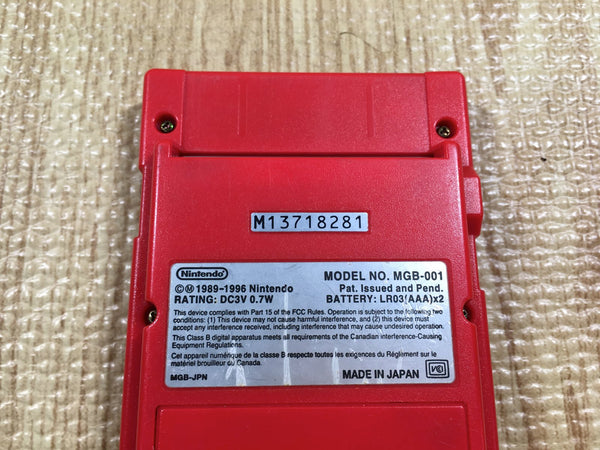 M13718281
Nintendo
©Ⓜ 1989-1996 Nintendo
RATING: DC3V 0.7W
MODEL NO. MGB-001
Pat. Issued and Pend.
BATTERY: LR03(AAA)x2
This device complies with Part 15 of the FCC Rules. Operation is subject to the following two
conditions: (1) This device may not cause harmful interference, and (2) this device must
accept any interference received, including interference that may cause undesired operation.
This Class B digital apparatus meets all requirements of the Canadian Interference-Causing
Equipment Regulations.
Cet appareil numérique de la classe B respecte toutes les exigences du Règlement sur le
matériel brouilleur du Canada.
MGB-JPN
MADE IN JAPAN